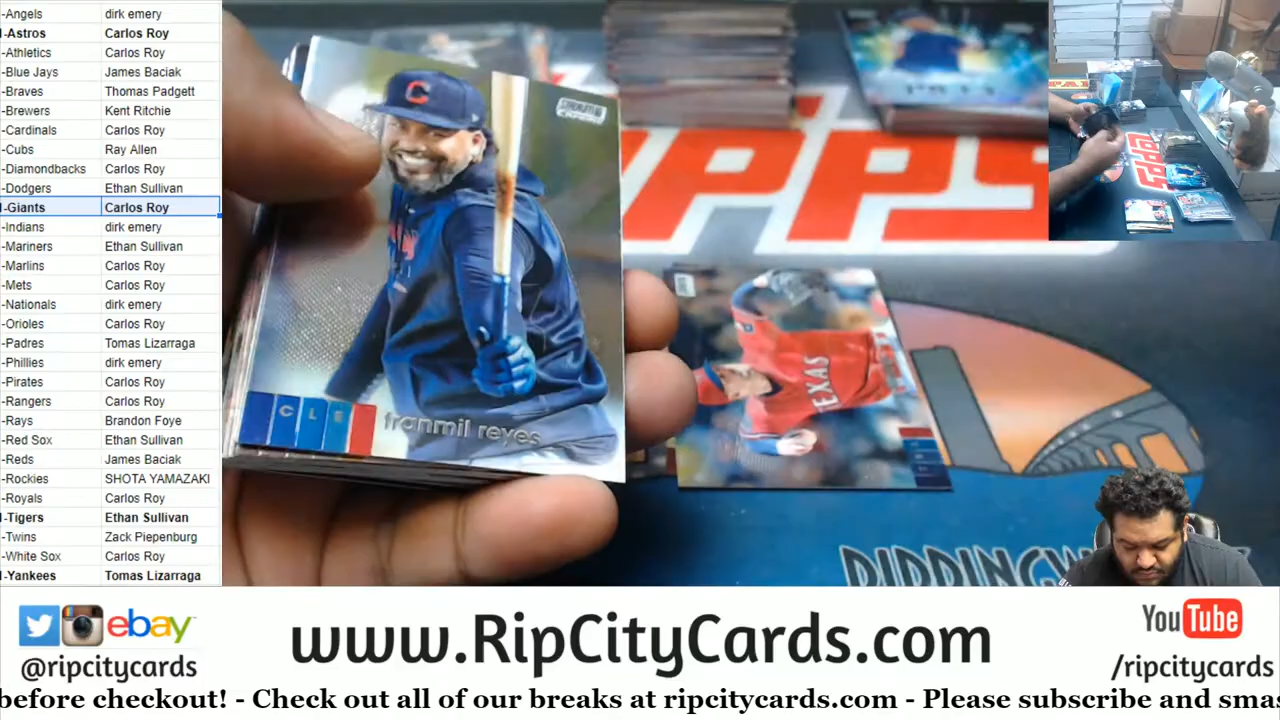 -Angels dirk emery
-Astros Carlos Roy
-Athletics Carlos Roy
-Blue Jays James Baciak
-Braves Thomas Padgett
-Brewers Kent Ritchie
-Cardinals Carlos Roy
-Cubs Ray Allen
-Diamondbacks Carlos Roy
-Dodgers Ethan Sullivan
-Giants Carlos Roy
-Indians dirk emery
-Mariners Ethan Sullivan
-Marlins Carlos Roy
-Mets Carlos Roy
-Nationals dirk emery
-Orioles Carlos Roy
-Padres Tomas Lizarraga
-Phillies dirk emery
-Pirates Carlos Roy
-Rangers Carlos Roy
-Rays Brandon Foye
-Red Sox Ethan Sullivan
-Reds James Baciak
-Rockies SHOTA YAMAZAKI
-Royals Carlos Roy
-Tigers Ethan Sullivan
-Twins Zack Piepenburg
-White Sox Carlos Roy
-Yankees Tomas Lizarraga
C
CLE franmil reyes
TEXAS
Topps
ebay
@ripcitycards
www.RipCityCards.com
YouTube
/ripcitycards
before checkout! - Check out all of our breaks at ripcitycards.com - Please subscribe and smas